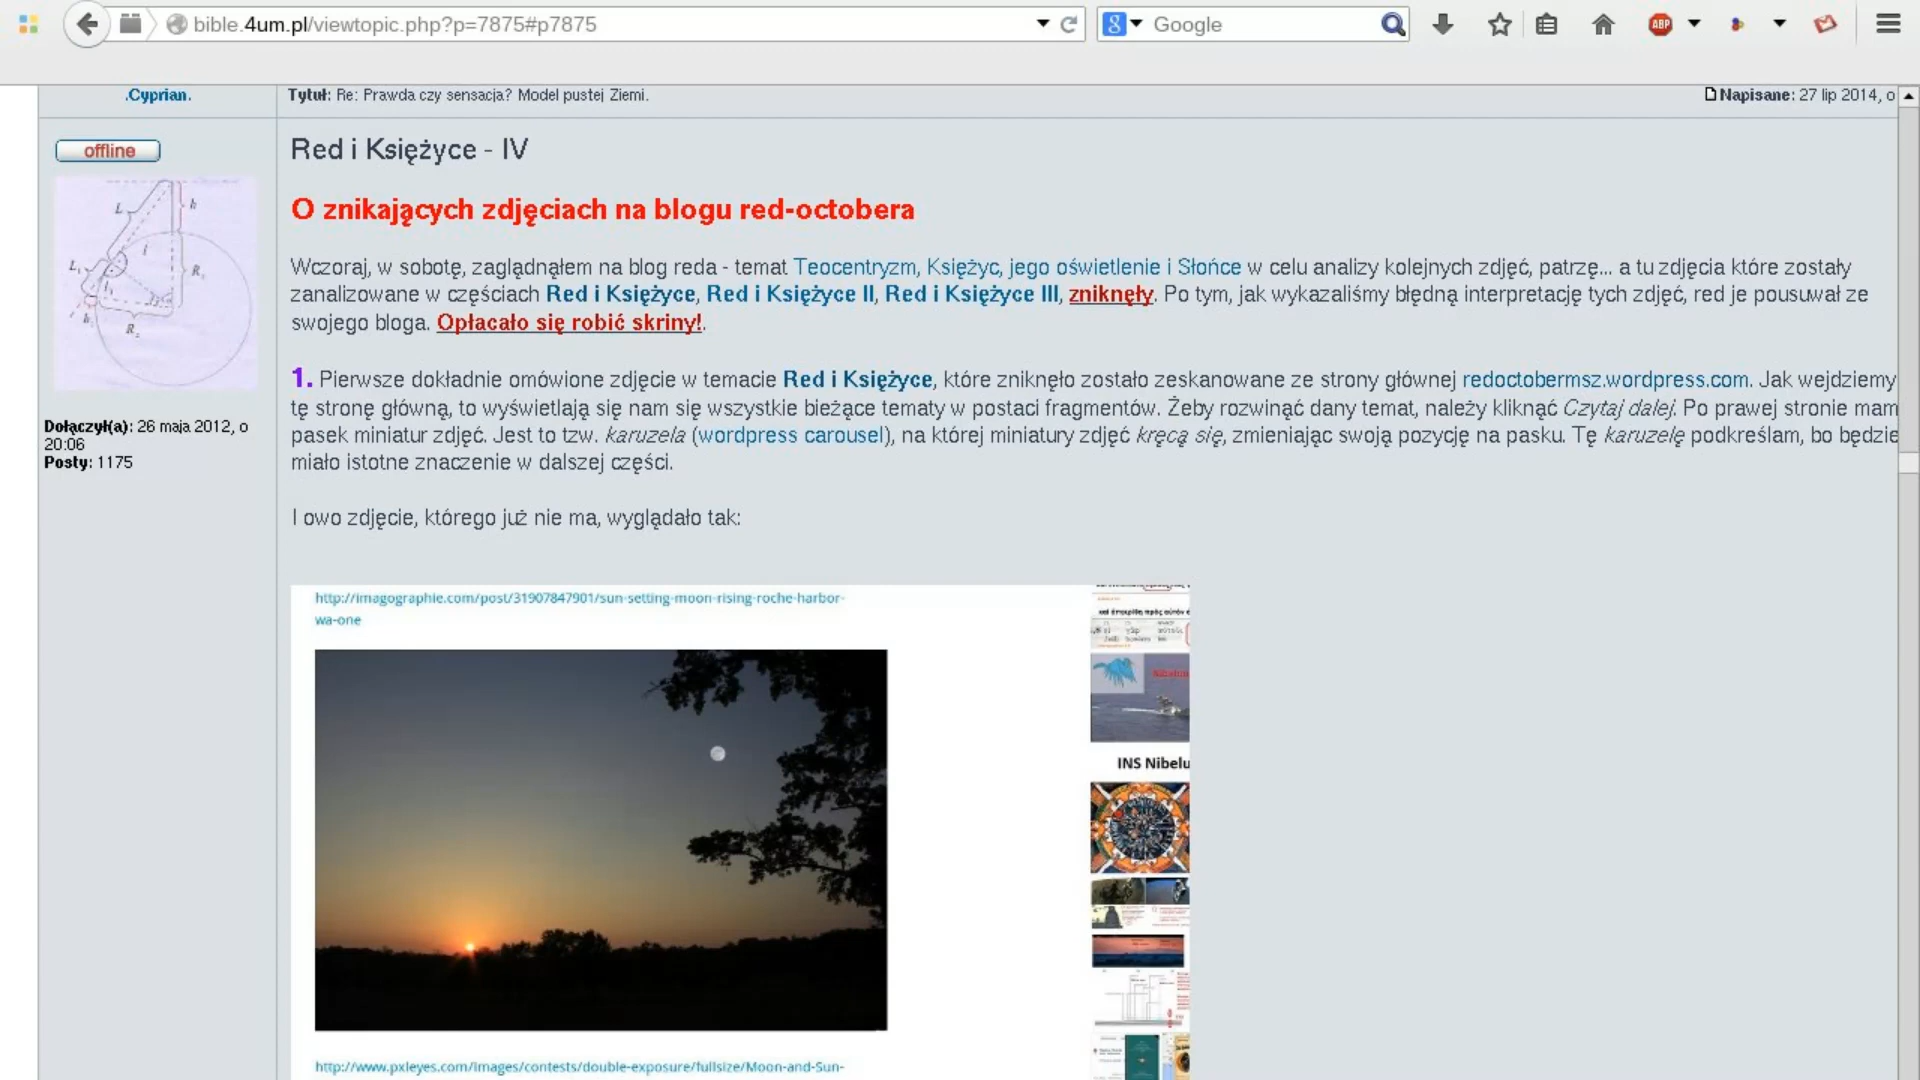 bible.4um.pl/viewtopic.php?p=7875#p7875
8
Google
ABP
.Cyprian.
Tytuł: Re: Prawda czy sensacja? Model pustej Ziemi.
Napisane: 27 lip 2014, o
offline
Red i Księżyce - IV
O znikających zdjęciach na blogu red-octobera
Wczoraj, w sobotę, zaglądnąłem na blog reda - temat Teocentryzm, Księżyc, jego oświetlenie i Słońce w celu analizy kolejnych zdjęć, patrzę... a tu zdjęcia które zostały
zanalizowane w częściach Red i Księżyce, Red i Księżyce II, Red i Księżyce III, zniknęły. Po tym, jak wykazaliśmy błędną interpretację tych zdjęć, red je pousuwał ze
swojego bloga. Opłacało się robić skriny!.
1. Pierwsze dokładnie omówione zdjęcie w temacie Red i Księżyce, które zniknęło zostało zeskanowane ze strony głównej redoctobermsz.wordpress.com. Jak wejdziemy
tę stronę główną, to wyświetlają się nam się wszystkie bieżące tematy w postaci fragmentów. Żeby rozwinąć dany temat, należy kliknąć Czytaj dalej. Po prawej stronie mam
pasek miniatur zdjęć. Jest to tzw. karuzela (wordpress carousel), na której miniatury zdjęć kręcą się, zmieniając swoją pozycję na pasku. Tę karuzelę podkreślam, bo będzie
miało istotne znaczenie w dalszej części.
I owo zdjęcie, którego już nie ma, wyglądało tak:
L
h
l
L₁
R₁
R₂
Dołączył(a): 26 maja 2012, o
20:06
Posty: 1175
http://imagographie.com/post/31907847901/sun-setting-moon-rising-roche-harbor-
wa-one
INS Nibelu
http://www.pxleyes.com/images/contests/double-exposure/fullsize/Moon-and-Sun-